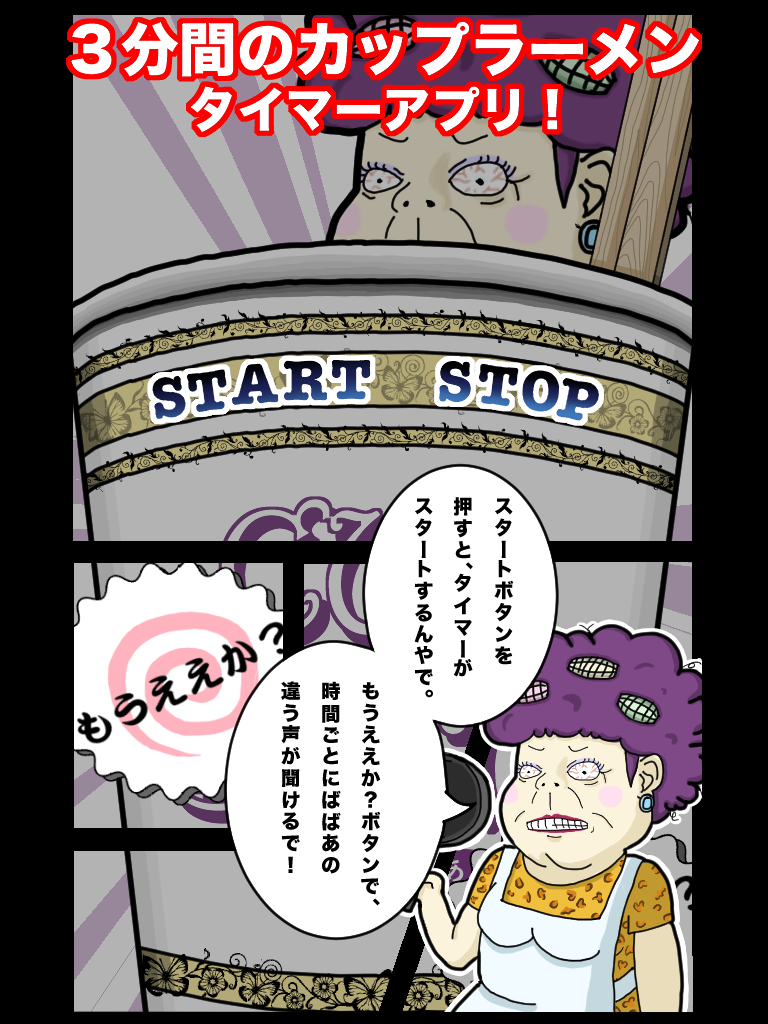 ３分間のカップラーメン
タイマーアプリ！
START STOP
スタートボタンを
押すと、タイマーが
スタートするんやで。
もうええか？
もうええか？ボタンで、
時間ごとにばばあの
違う声が聞けるで！